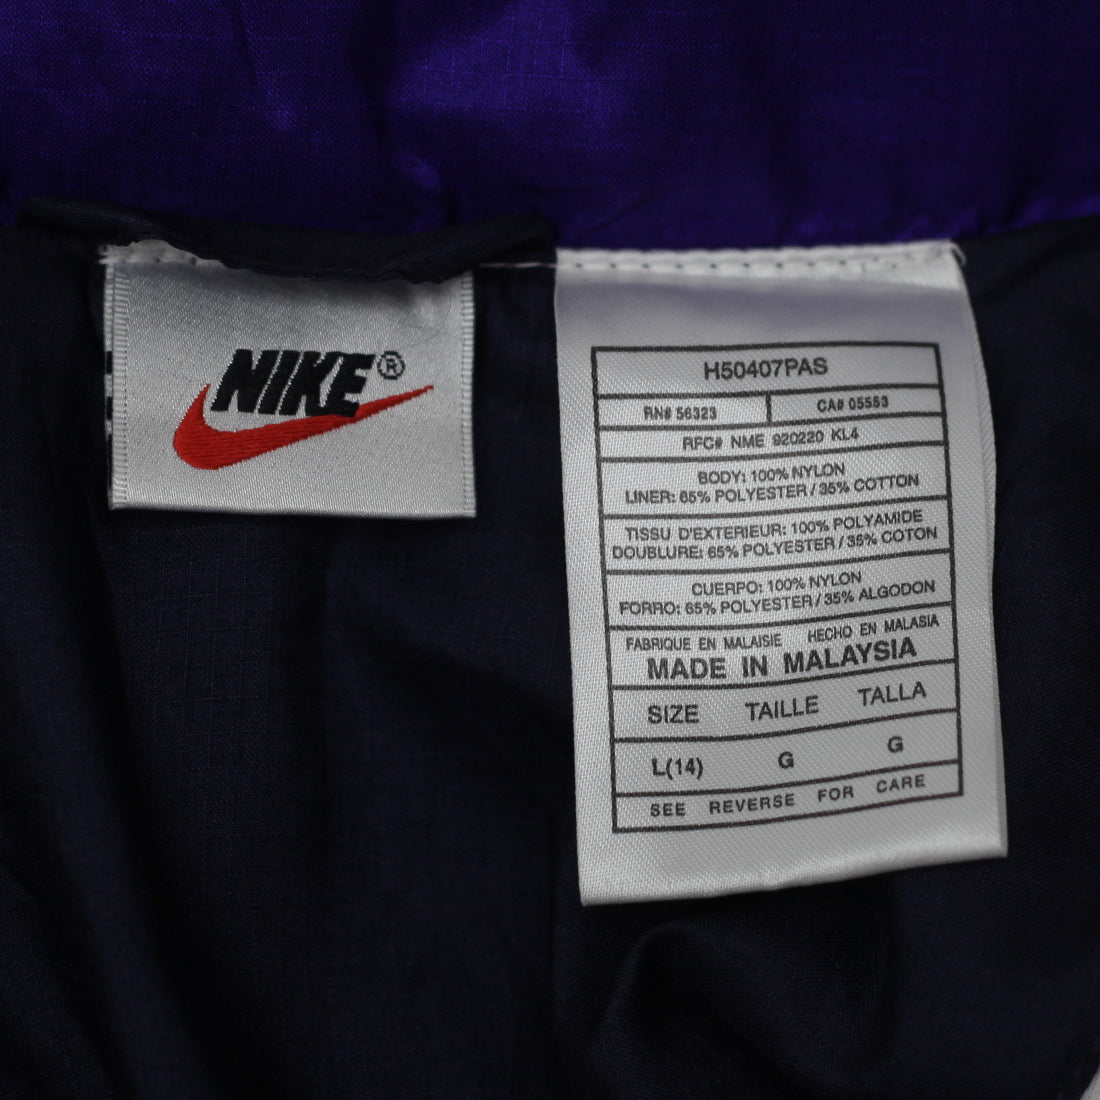 NIKE®
H50407PAS
RN# 56323 CA# 05553
RFC# NME 920220 KL4
BODY: 100% NYLON
LINER: 65% POLYESTER / 35% COTTON
TISSU D'EXTERIEUR: 100% POLYAMIDE
DOUBLURE: 65% POLYESTER / 35% COTON
CUERPO: 100% NYLON
FORRO: 65% POLYESTER / 35% ALGODON
FABRIQUE EN MALAISIE HECHO EN MALASIA
MADE IN MALAYSIA
SIZE TAILLE TALLA
L(14) G G
SEE REVERSE FOR CARE